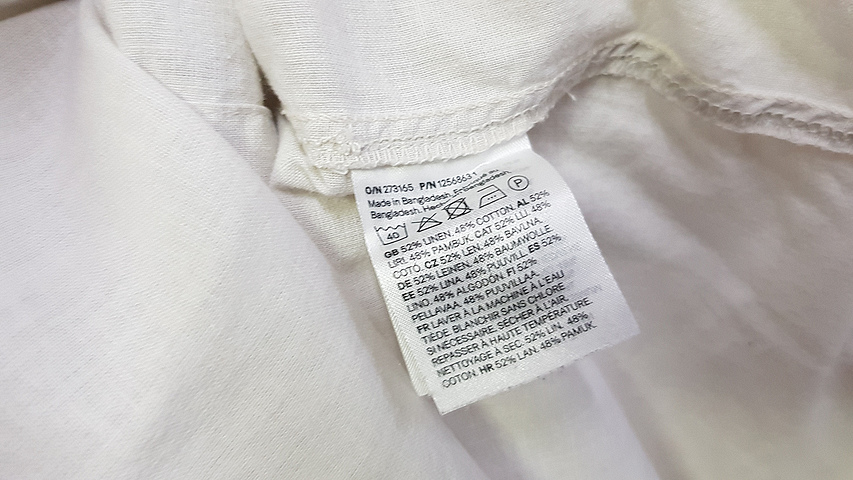 O/N 273165 P/N 1256863 1
Made in Bangladesh,
Bangladesh,
40 P
GB 52% LINEN. 48% COTTON. AL 52%
LIRI. 48% PAMBUK. CAT 52% LLI. 48%
COTÓ. CZ 52% LEN. 48% BAVLNA.
DE 52% LEINEN. 48% BAUMWOLLE
EE 52% LINA. 48% PUUVILL. ES 52%
LINO. 48% ALGODÓN. FI 52%
PELLAVAA. 48% PUUVILLAA.
FR LAVER À LA MACHINE À L'EAU
TIÈDE. BLANCHIR SANS CHLORE
SI NÉCESSAIRE. SÉCHER À L'AIR.
REPASSER À HAUTE TEMPÉRATURE.
NETTOYAGE À SEC. 52% LIN. 48%
COTON. HR 52% LAN. 48% PAMUK.